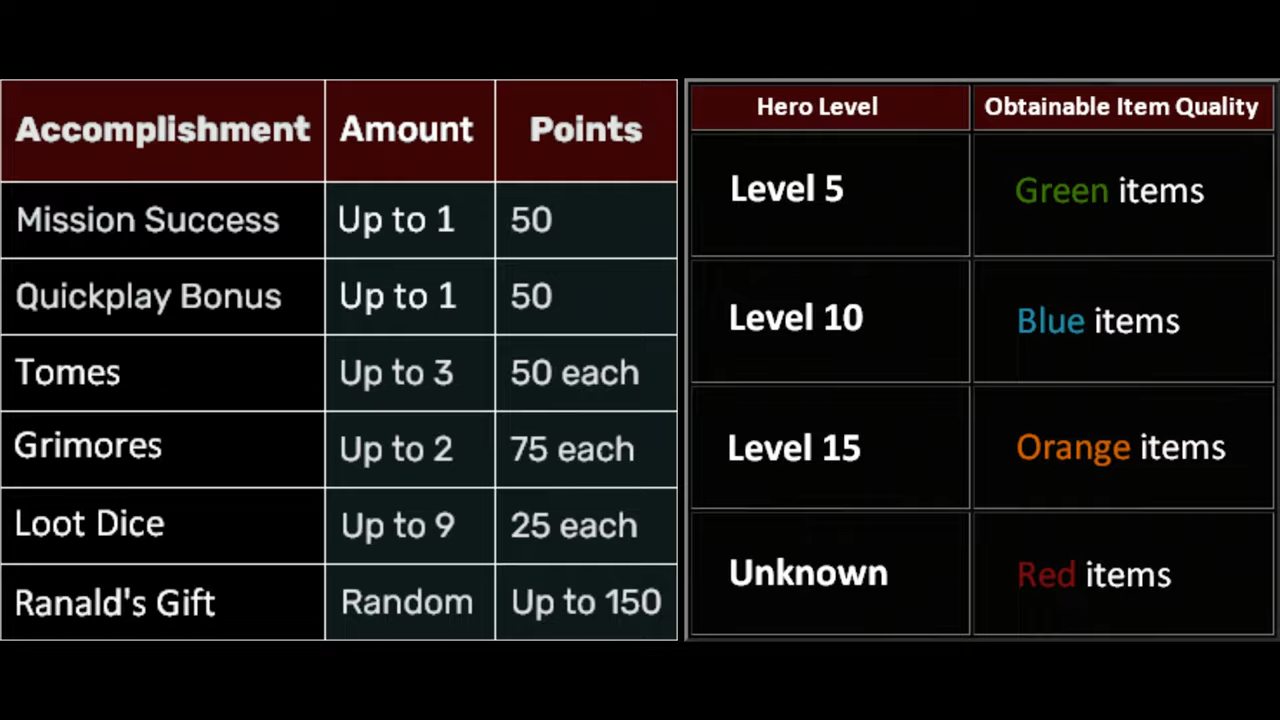 Accomplishment Amount Points
Mission Success Up to 1 50
Quickplay Bonus Up to 1 50
Tomes Up to 3 50 each
Grimores Up to 2 75 each
Loot Dice Up to 9 25 each
Ranald's Gift Random Up to 150
Hero Level Obtainable Item Quality
Level 5 Green items
Level 10 Blue items
Level 15 Orange items
Unknown Red items